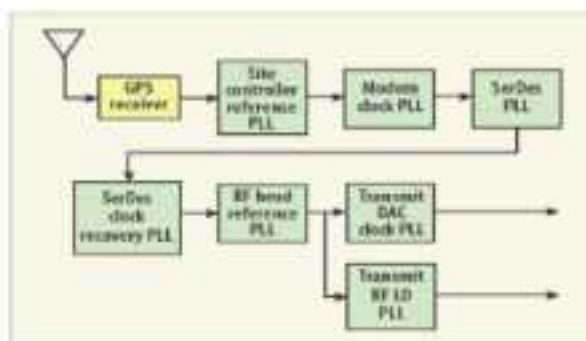 GPS
receiver
Site
controller
reference
PLL
Modem
clock PLL
SerDes
PLL
SerDes
clock
recovery PLL
RF head
reference
PLL
Transmit
DAC
clock PLL
Transmit
RF LO
PLL